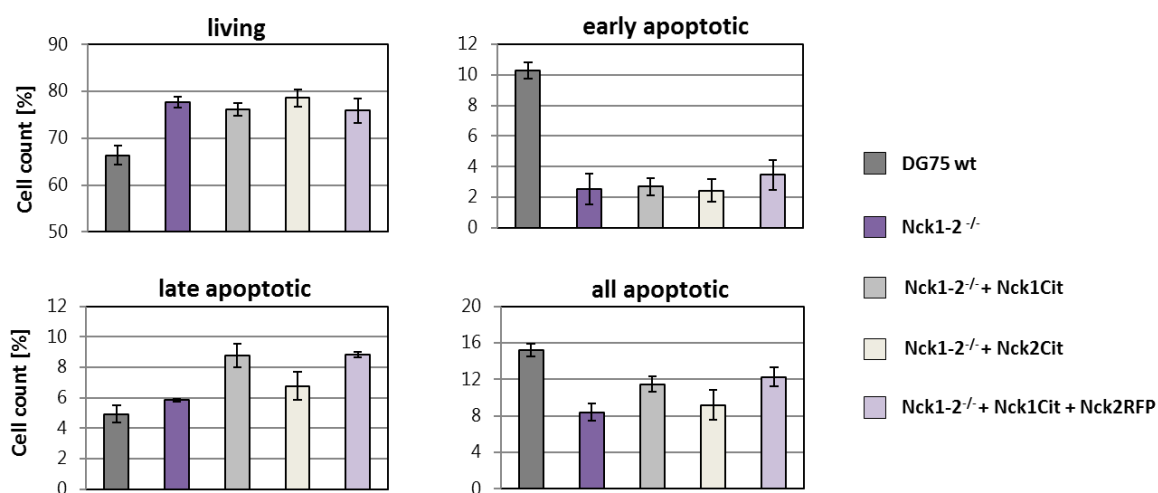 living
early apoptotic
Cell count [%]
90
80
70
60
50
12
10
8
6
4
2
0
late apoptotic
all apoptotic
Cell count [%]
12
10
8
6
4
2
0
20
16
12
8
4
0
DG75 wt
Nck1-2 -/-
Nck1-2-/-+ Nck1Cit
Nck1-2-/-+ Nck2Cit
Nck1-2-/-+ Nck1Cit + Nck2RFP